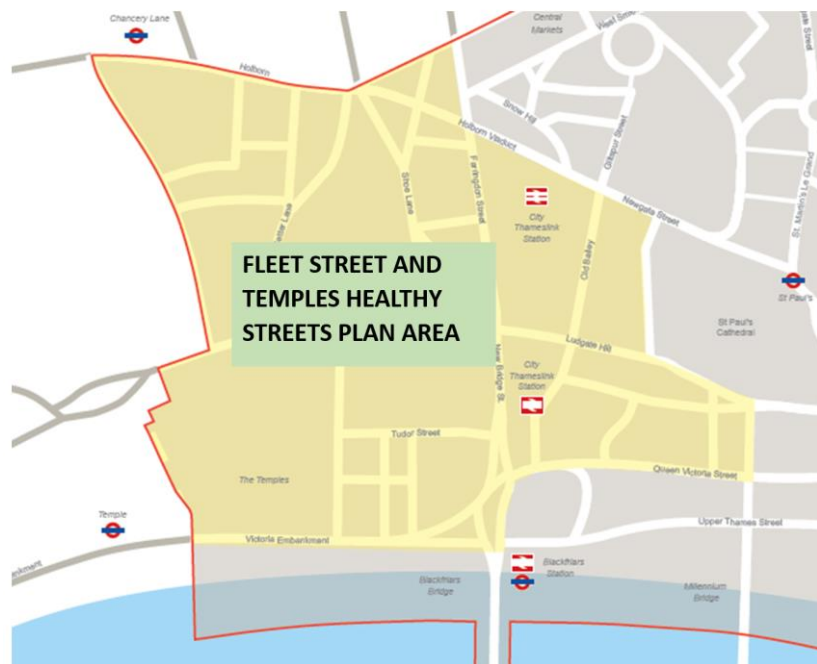 Chancery Lane
Central
Markets
West Smi
Holborn
Snow Hill
Giltspur Street
Holborn Viaduct
Farringdon Street
Shoe Lane
St. Martin's Le Grand
Newgate Street
City
Thameslink
Station
Old Bailey
FLEET STREET AND
TEMPLES HEALTHY
STREETS PLAN AREA
St Paul's
St Paul's
Cathedral
Ludgate Hill
New Bridge St.
City
Thameslink
Station
Tudor Street
Queen Victoria Street
The Temples
Temple
Upper Thames Street
Victoria Embankment
Blackfriars
Station
Blackfriars
Bridge
Millennium
Bridge